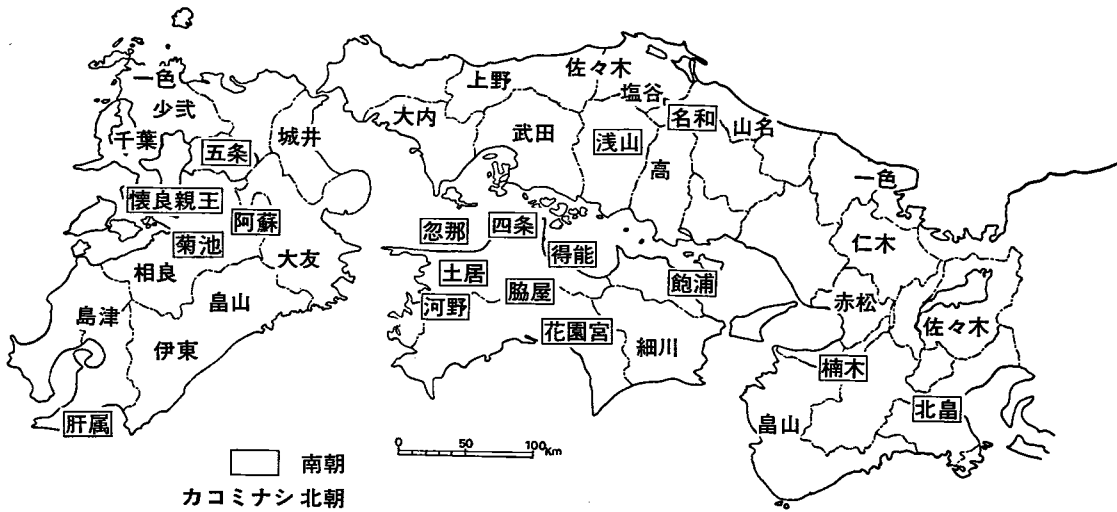 一色
少弐
千葉
五条
城井
懐良親王
阿蘇
菊池
相良
大友
島津
畠山
伊東
肝属
上野
佐々木
塩谷
大内
武田
浅山
名和
山名
高
一色
忽那
四条
得能
土居
脇屋
飽浦
河野
花園宮
細川
仁木
赤松
佐々木
楠木
畠山
北畠
0 50 100Km
南朝
カコミナシ北朝